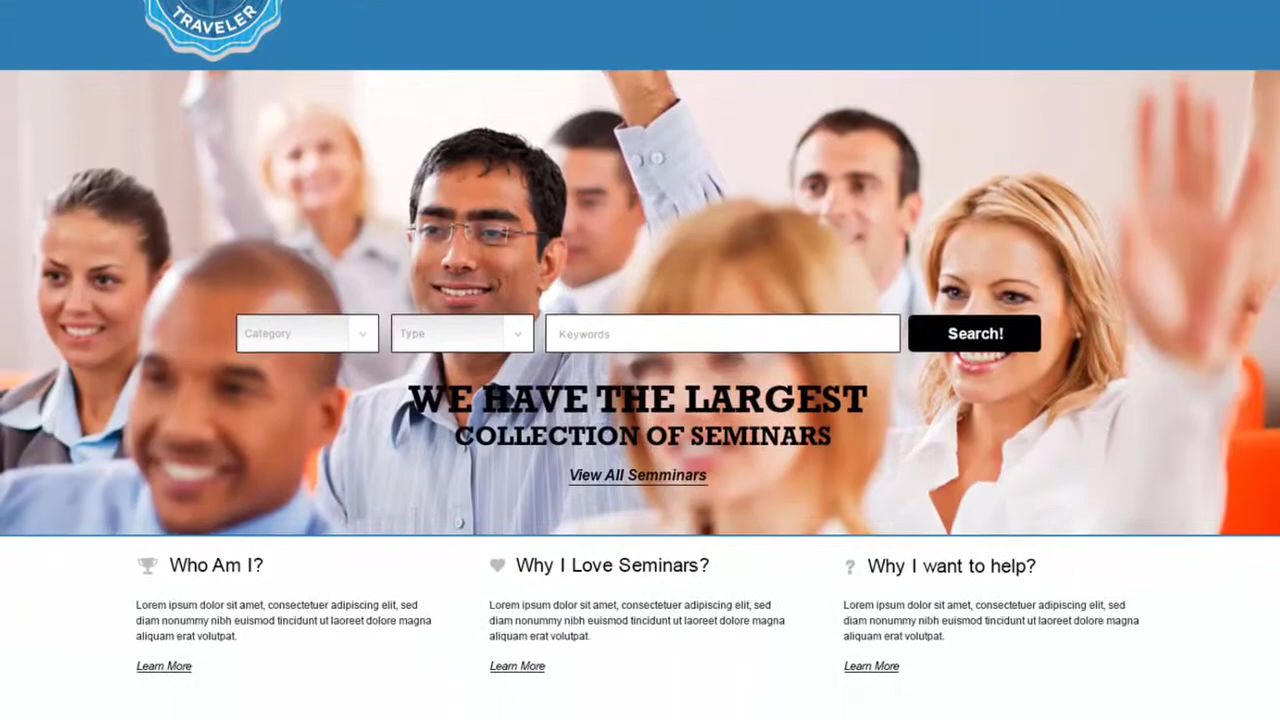 TRAVELER
Category Type Keywords Search!
WE HAVE THE LARGEST
COLLECTION OF SEMINARS
View All Semminars
Who Am I?
Lorem ipsum dolor sit amet, consectetuer adipiscing elit, sed
diam nonummy nibh euismod tincidunt ut laoreet dolore magna
aliquam erat volutpat.
Learn More
Why I Love Seminars?
Lorem ipsum dolor sit amet, consectetuer adipiscing elit, sed
diam nonummy nibh euismod tincidunt ut laoreet dolore magna
aliquam erat volutpat.
Learn More
Why I want to help?
Lorem ipsum dolor sit amet, consectetuer adipiscing elit, sed
diam nonummy nibh euismod tincidunt ut laoreet dolore magna
aliquam erat volutpat.
Learn More